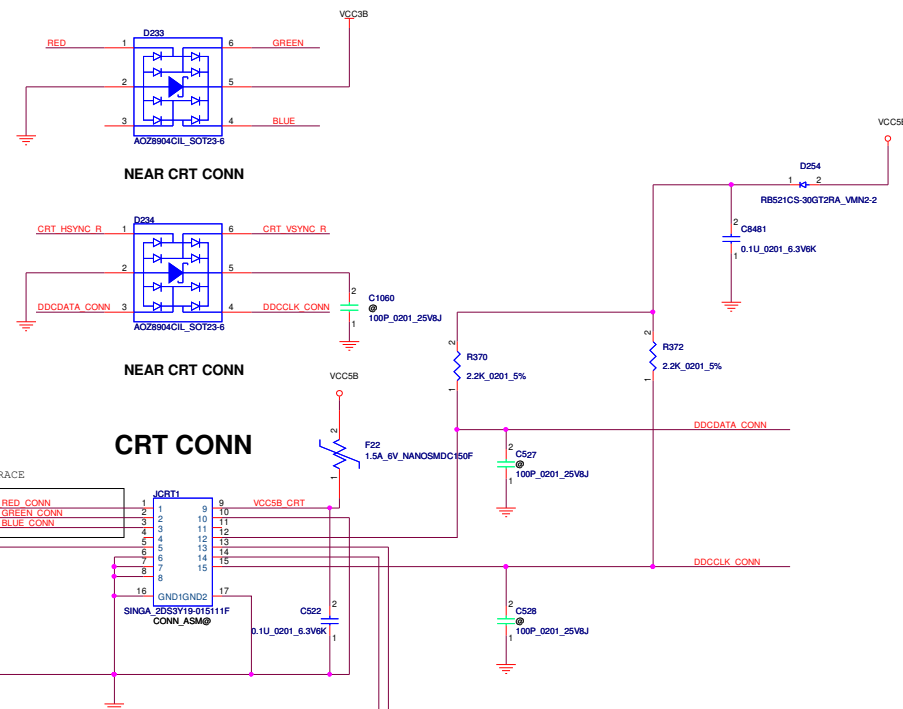 VCC3B
D233
RED 1 6 GREEN
2 5
3 4 BLUE
AOZ8904CIL_SOT23-6
NEAR CRT CONN
VCC5B
D254
1 2
RB521CS-30GT2RA_VMN2-2
D234
CRT_HSYNC_R 1 6 CRT_VSYNC_R
2 5
DDCDATA_CONN 3 4 DDCCLK_CONN
AOZ8904CIL_SOT23-6
2
C8481
0.1U_0201_6.3V6K
1
2
C1060
@
100P_0201_25V8J
1
NEAR CRT CONN
2
R370
2.2K_0201_5%
1
2
R372
2.2K_0201_5%
1
VCC5B
CRT CONN
2
F22
1.5A_6V_NANOSMDC150F
1
DDCDATA_CONN
2
C527
@
100P_0201_25V8J
1
RACE
JCRT1
RED_CONN 1 1 9 9 VCC5B_CRT
GREEN_CONN 2 2 10 10
BLUE_CONN 3 3 11 11
4 4 12 12
5 5 13 13
6 6 14 14
7 7 15 15
8 8
16 GND1GND2 17
SINGA_2DS3Y19-015111F
CONN_ASM@
DDCCLK_CONN
2
C522
0.1U_0201_6.3V6K
1
2
C528
@
100P_0201_25V8J
1